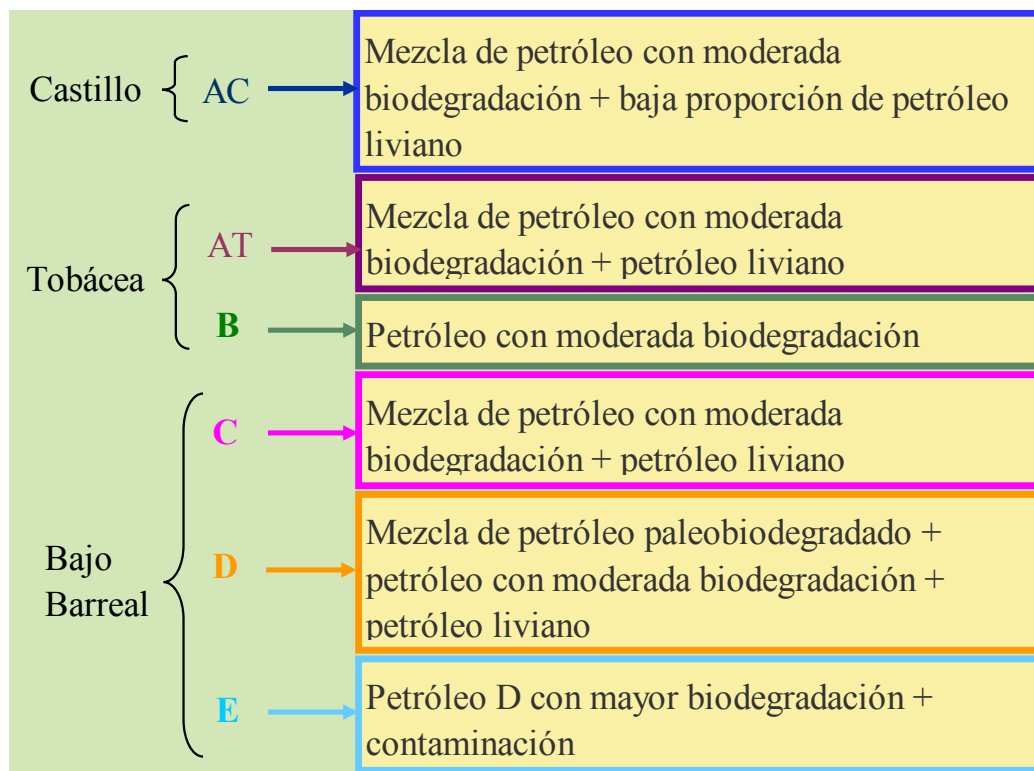 Castillo
AC
Mezcla de petróleo con moderada
biodegradación + baja proporción de petróleo
liviano
Tobácea
AT
Mezcla de petróleo con moderada
biodegradación + petróleo liviano
B
Petróleo con moderada biodegradación
Bajo
Barreal
C
Mezcla de petróleo con moderada
biodegradación + petróleo liviano
D
Mezcla de petróleo paleobiodegradado +
petróleo con moderada biodegradación +
petróleo liviano
E
Petróleo D con mayor biodegradación +
contaminación